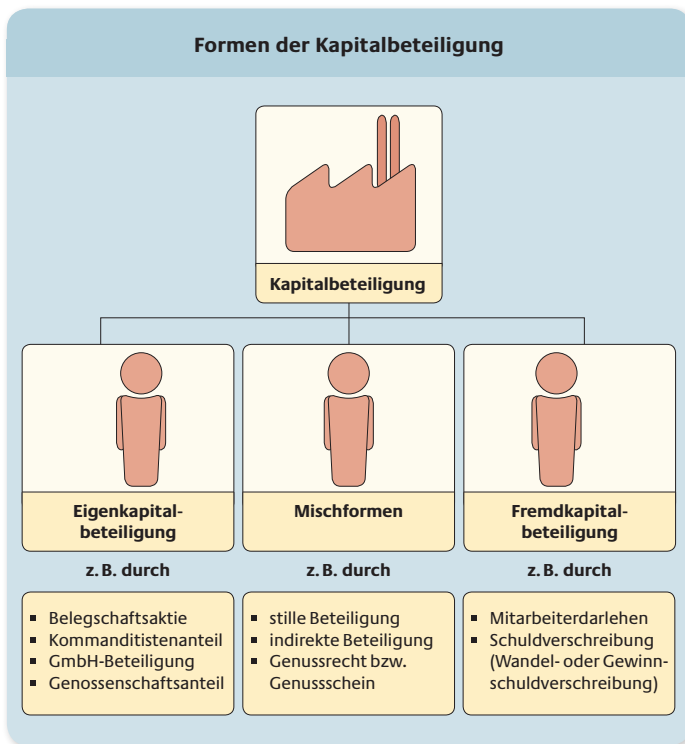 Formen der Kapitalbeteiligung
Kapitalbeteiligung
Eigenkapital-
beteiligung
z. B. durch
▪ Belegschaftsaktie
▪ Kommanditistenanteil
▪ GmbH-Beteiligung
▪ Genossenschaftsanteil
Mischformen
z. B. durch
▪ stille Beteiligung
▪ indirekte Beteiligung
▪ Genussrecht bzw.
Genussschein
Fremdkapital-
beteiligung
z. B. durch
▪ Mitarbeiterdarlehen
▪ Schuldverschreibung
(Wandel- oder Gewinn-
schuldverschreibung)